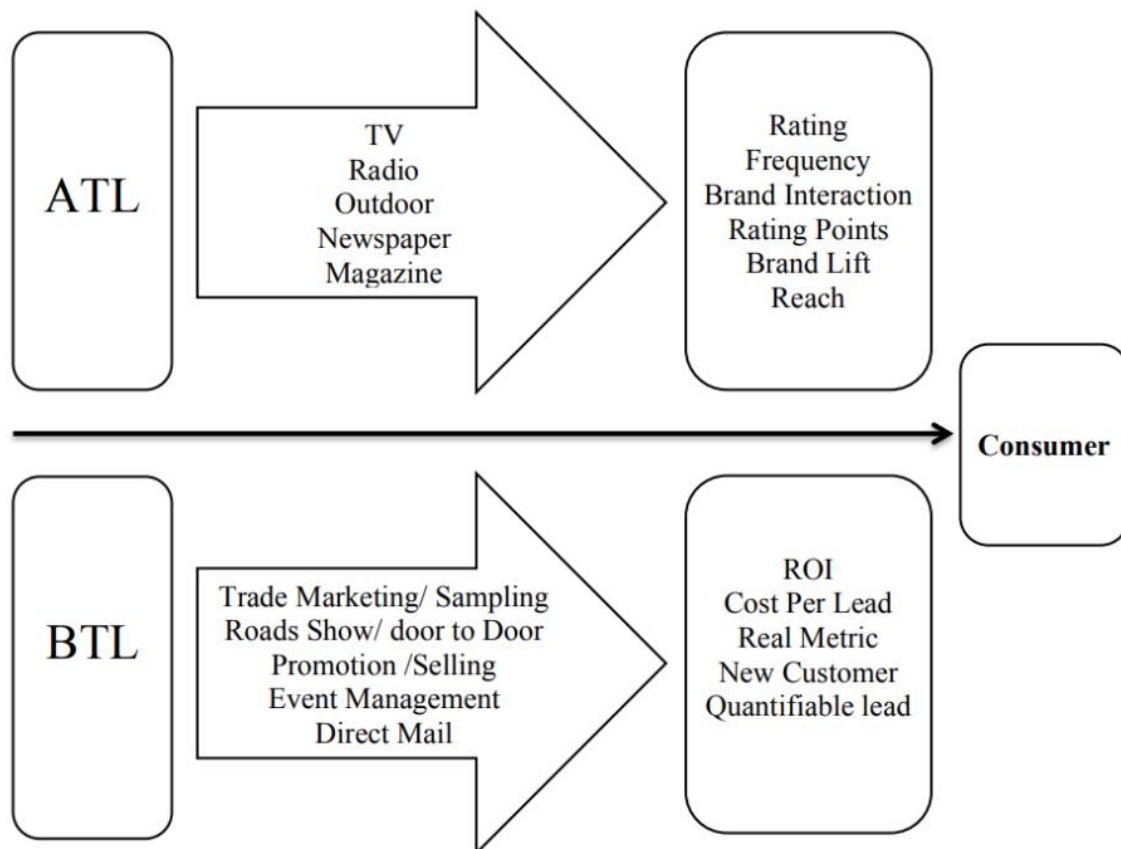 ATL
TV
Radio
Outdoor
Newspaper
Magazine
Rating
Frequency
Brand Interaction
Rating Points
Brand Lift
Reach
Consumer
BTL
Trade Marketing/ Sampling
Roads Show/ door to Door
Promotion /Selling
Event Management
Direct Mail
ROI
Cost Per Lead
Real Metric
New Customer
Quantifiable lead